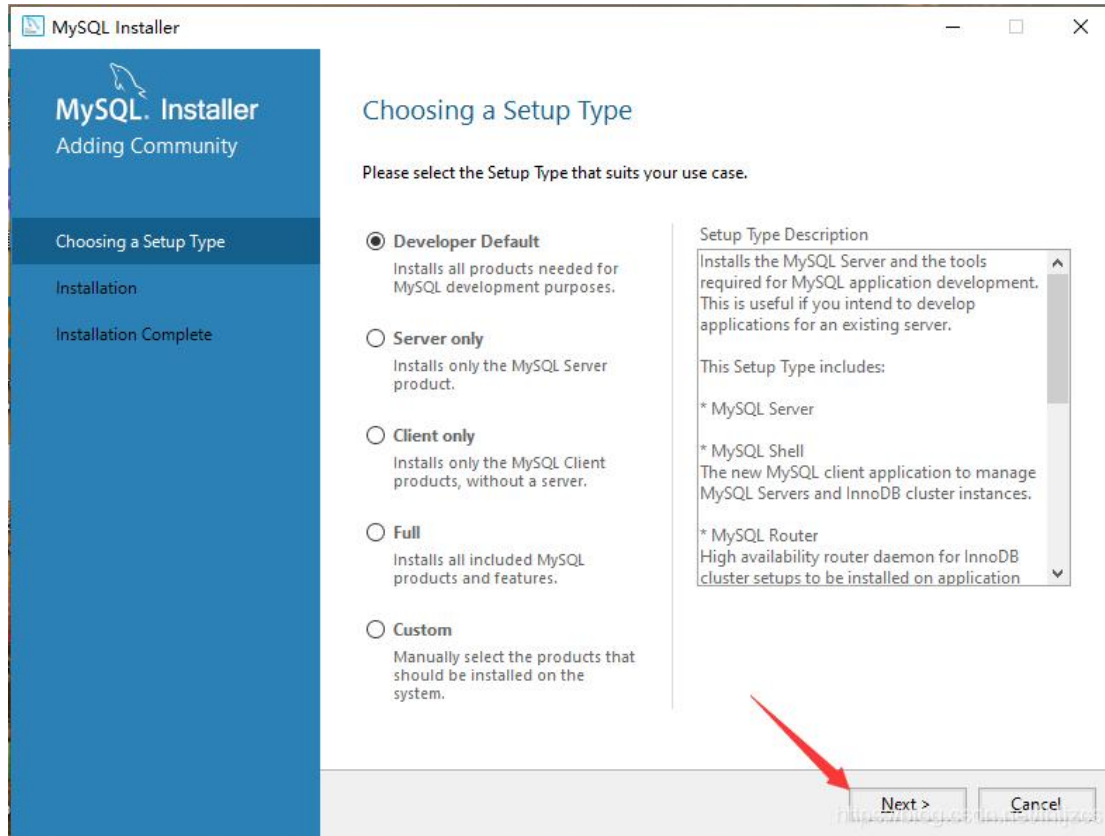 MySQL Installer
MySQL. Installer
Adding Community
Choosing a Setup Type
Installation
Installation Complete
Choosing a Setup Type
Please select the Setup Type that suits your use case.
Developer Default
Installs all products needed for
MySQL development purposes.
Server only
Installs only the MySQL Server
product.
Client only
Installs only the MySQL Client
products, without a server.
Full
Installs all included MySQL
products and features.
Custom
Manually select the products that
should be installed on the
system.
Setup Type Description
Installs the MySQL Server and the tools
required for MySQL application development.
This is useful if you intend to develop
applications for an existing server.
This Setup Type includes:
* MySQL Server
* MySQL Shell
The new MySQL client application to manage
MySQL Servers and InnoDB cluster instances.
* MySQL Router
High availability router daemon for InnoDB
cluster setups to be installed on application
Next >
Cancel